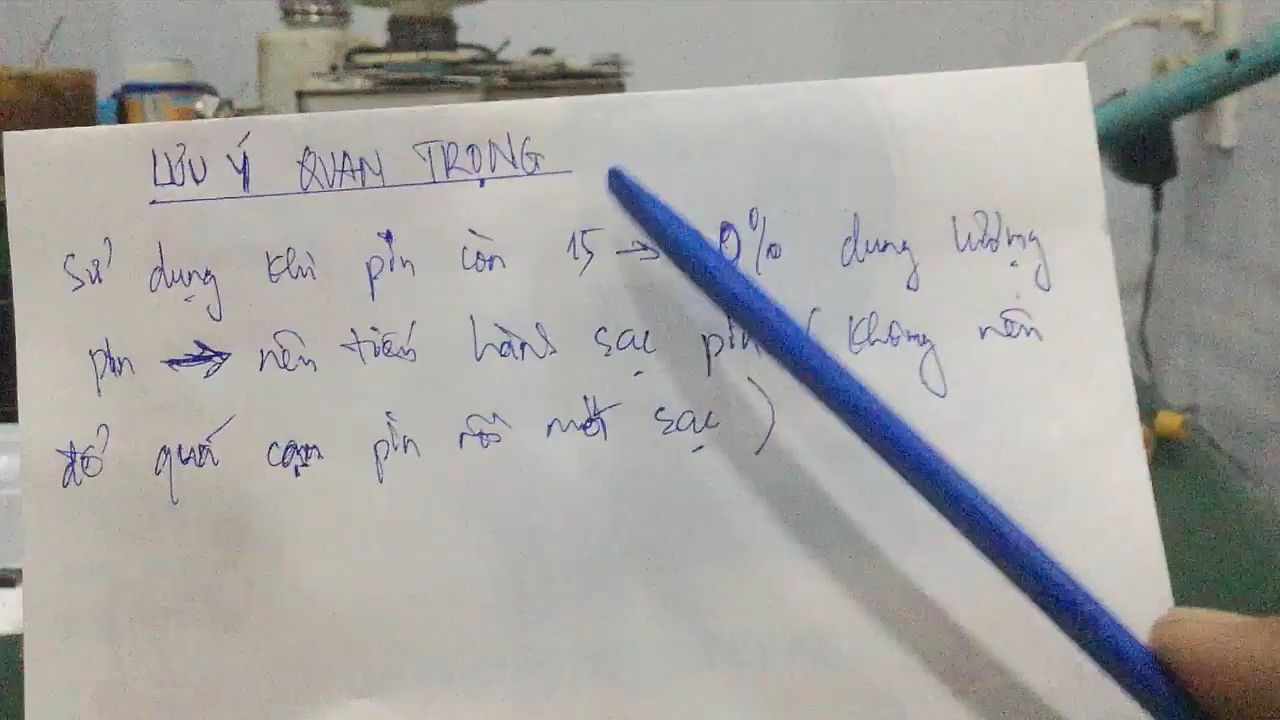 LƯU Ý QUAN TRỌNG
Sử dụng khi pin còn 15 → 0% dung lượng
pin → nên tiến hành sạc pin ( không nên
để quá cạn pin rồi mới sạc )